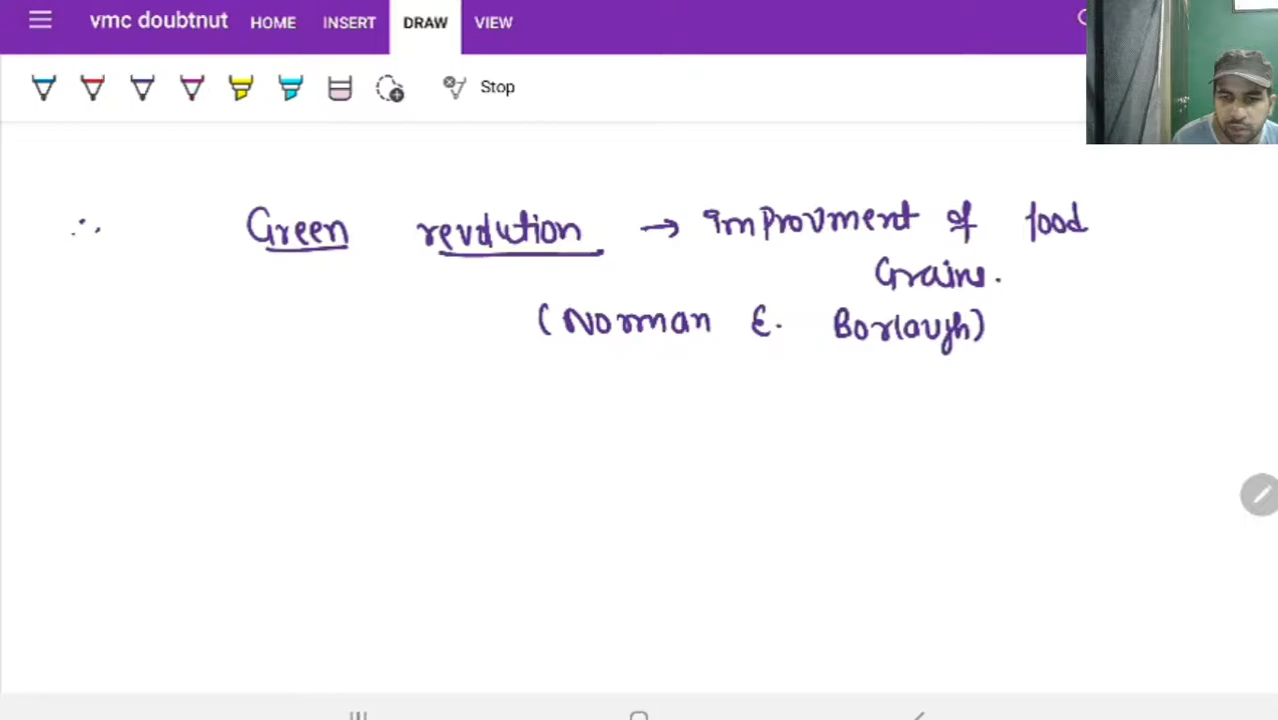 vmc doubtnut HOME INSERT DRAW VIEW
Stop
∴ Green revolution → Improvment of food
Grains.
(Norman E. Borlaugh)